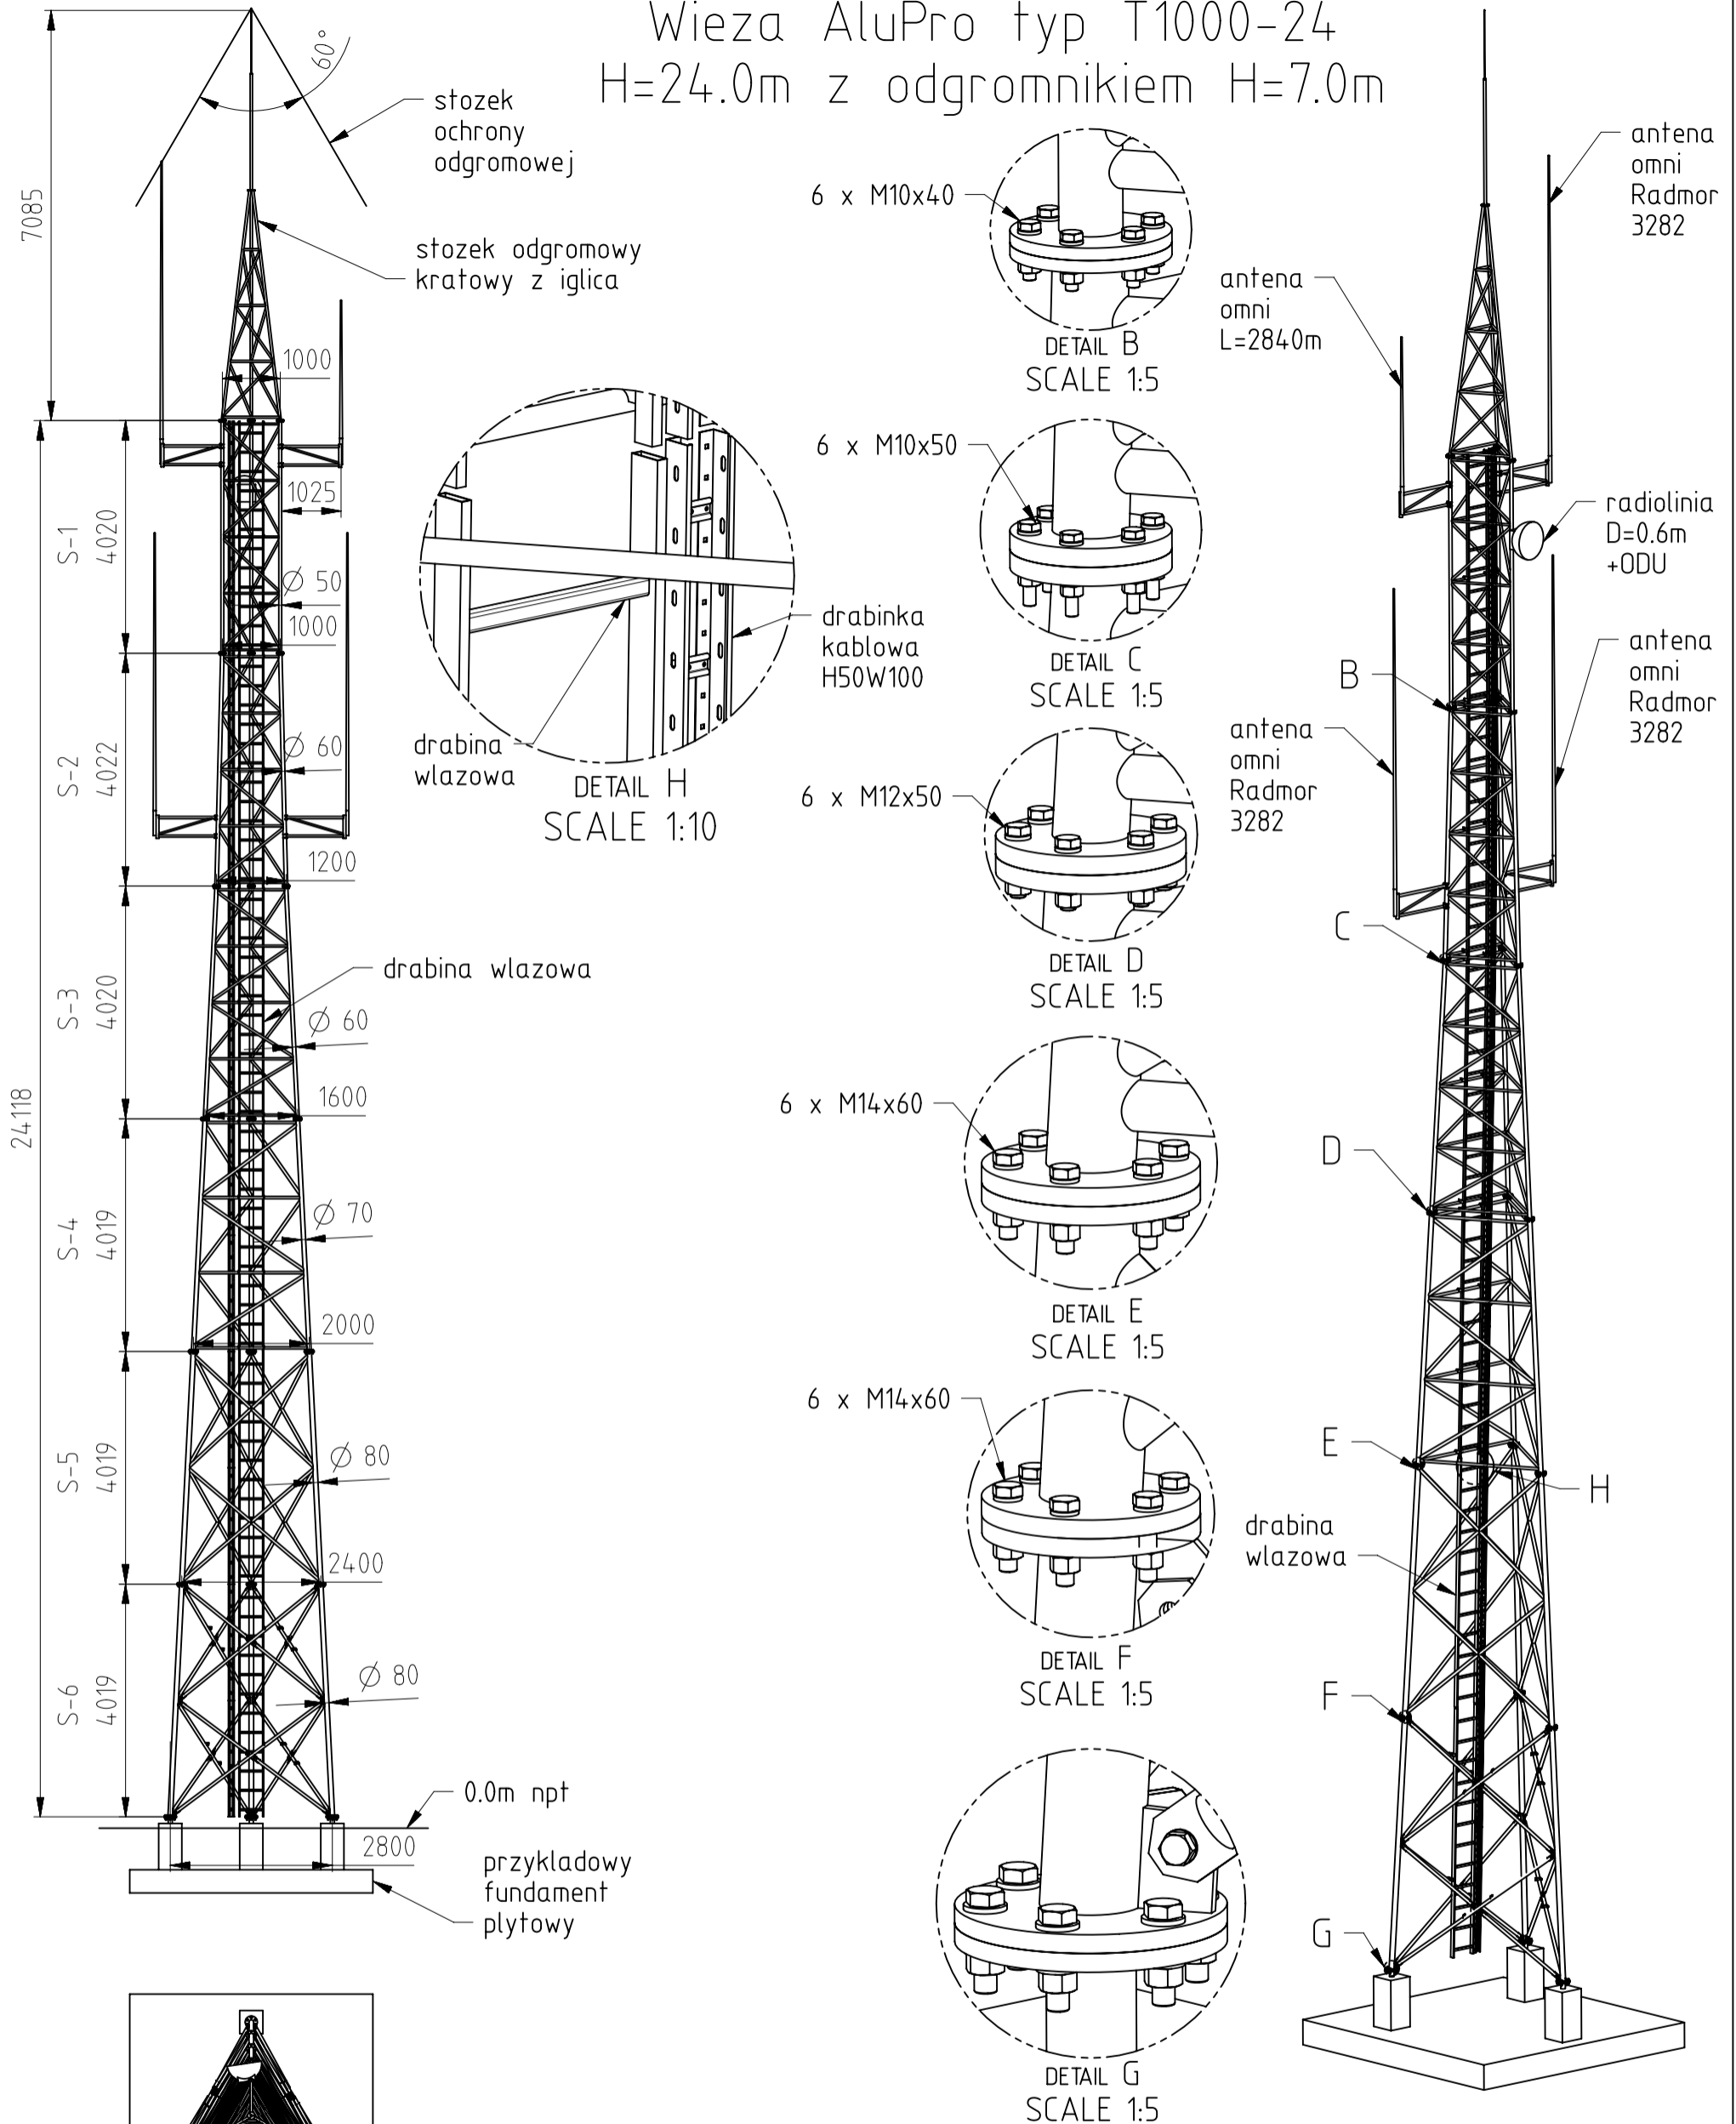 Wieza AluPro typ T1000-24
H=24.0m z odgromnikiem H=7.0m
60°
stozek
ochrony
odgromowej
7085
stozek odgromowy
kratowy z iglica
1000
1025
S-1
4020
Ø 50
1000
S-2
4022
Ø 60
1200
S-3
4020
drabina wlazowa
Ø 60
1600
24118
S-4
4019
Ø 70
2000
S-5
4019
Ø 80
2400
S-6
4019
Ø 80
0.0m npt
2800
przykladowy
fundament
plytowy
drabinka
kablowa
H50W100
drabina
wlazowa
DETAIL H
SCALE 1:10
6 x M10x40
DETAIL B
SCALE 1:5
6 x M10x50
DETAIL C
SCALE 1:5
6 x M12x50
DETAIL D
SCALE 1:5
6 x M14x60
DETAIL E
SCALE 1:5
6 x M14x60
DETAIL F
SCALE 1:5
DETAIL G
SCALE 1:5
antena
omni
Radmor
3282
antena
omni
L=2840m
radiolinia
D=0.6m
+ODU
antena
omni
Radmor
3282
antena
omni
Radmor
3282
B
C
D
E
H
drabina
wlazowa
F
G